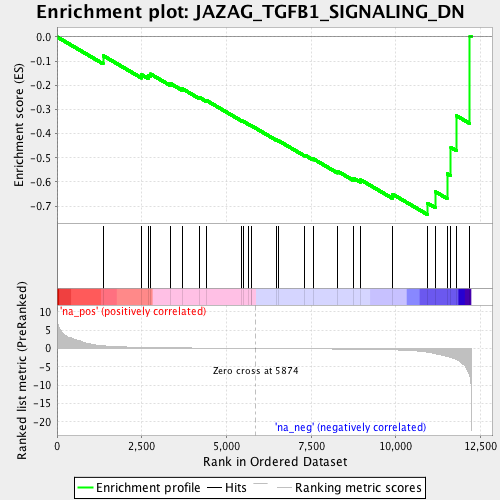 Enrichment plot: JAZAG_TGFB1_SIGNALING_DN
Enrichment score (ES)
0.0
-0.1
-0.2
-0.3
-0.4
-0.5
-0.6
-0.7
Ranked list metric (PreRanked)
'na_pos' (positively correlated)
10
5
0
-5
-10
-15
-20
Zero cross at 5874
'na_neg' (negatively correlated)
0 2,500 5,000 7,500 10,000 12,500
Rank in Ordered Dataset
Enrichment profile Hits Ranking metric scores